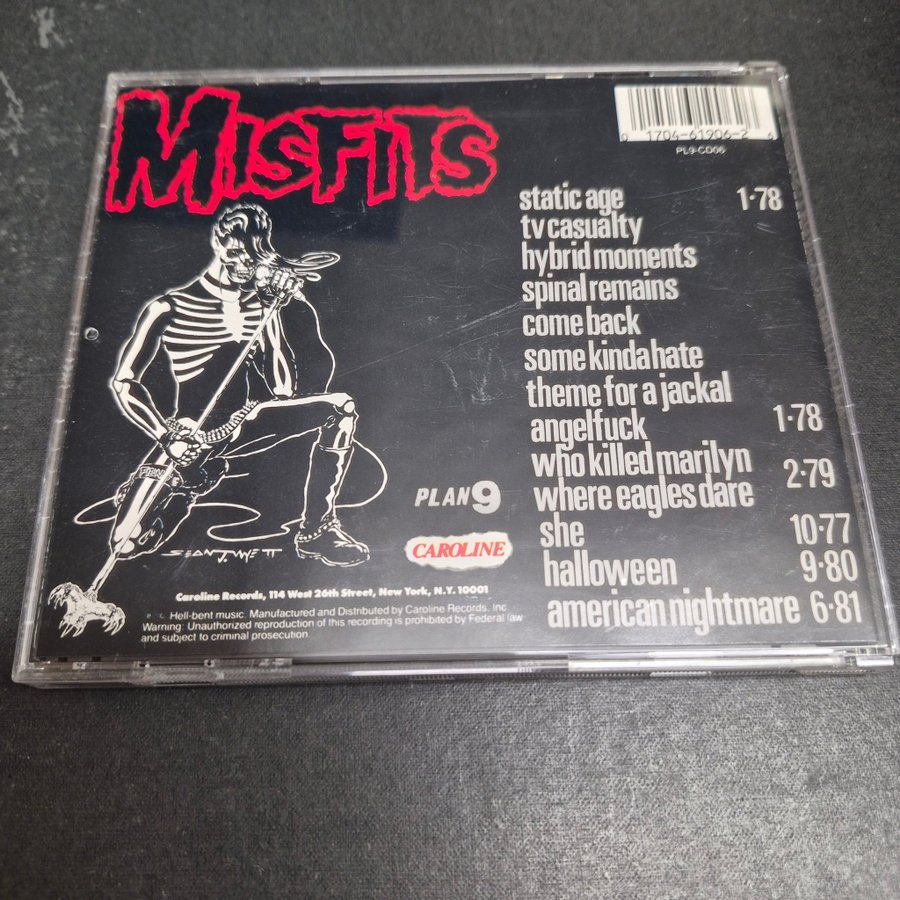 MISFITS
0 1704-61906-2
PL9-CD06
static age 1·78
tv casualty
hybrid moments
spinal remains
come back
some kinda hate
theme for a jackal
angelfuck 1·78
who killed marilyn 2·79
where eagles dare
she 10·77
halloween 9·80
american nightmare 6·81
PLAN 9
CAROLINE
Caroline Records, 114 West 26th Street, New York, N.Y. 10001
Hell-bent music. Manufactured and Distributed by Caroline Records, Inc.
Warning: Unauthorized reproduction of this recording is prohibited by Federal law
and subject to criminal prosecution.